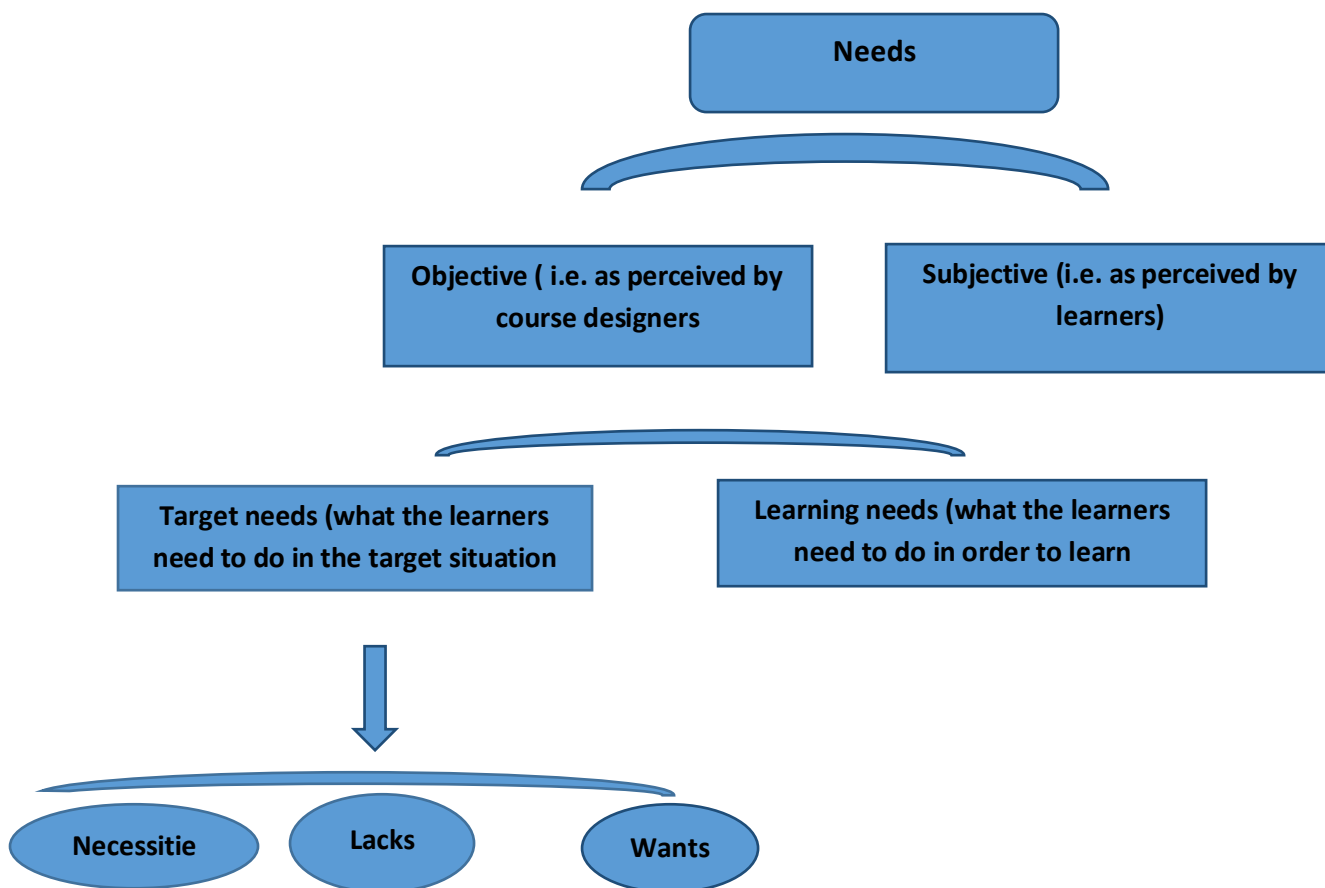 Needs
Objective ( i.e. as perceived by
course designers
Subjective (i.e. as perceived by
learners)
Target needs (what the learners
need to do in the target situation
Learning needs (what the learners
need to do in order to learn
Necessitie
Lacks
Wants